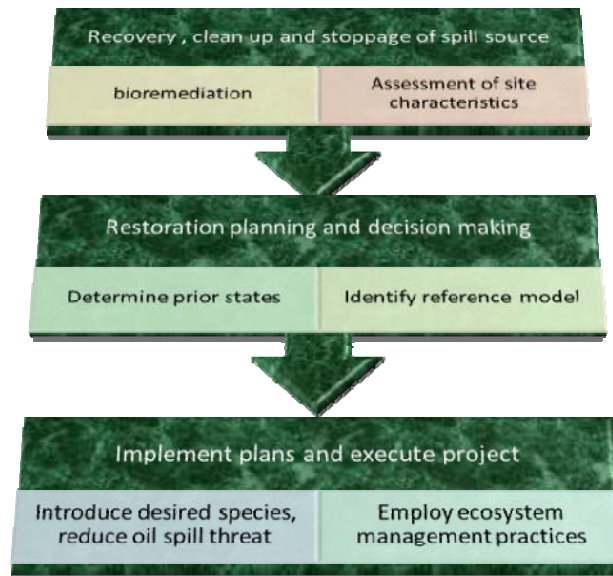 Recovery , clean up and stoppage of spill source
bioremediation
Assessment of site
characteristics
Restoration planning and decision making
Determine prior states
Identify reference model
Implement plans and execute project
Introduce desired species,
reduce oil spill threat
Employ ecosystem
management practices